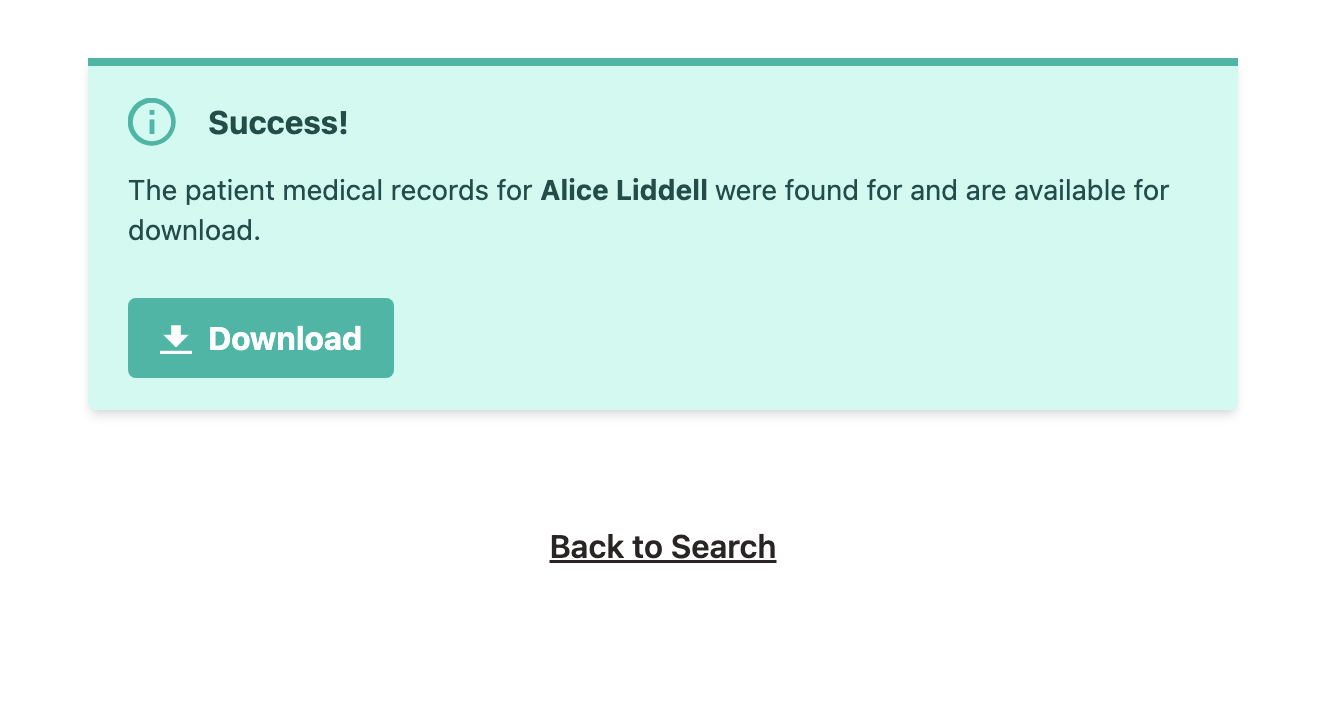 Success!
The patient medical records for Alice Liddell were found for and are available for
download.
Download
Back to Search